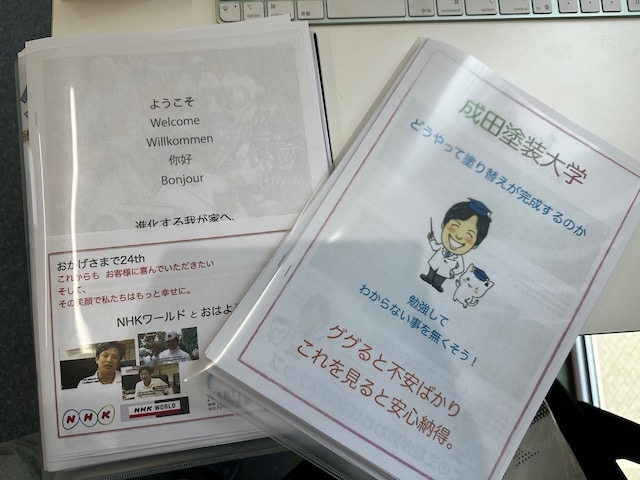 ようこそ
Welcome
Willkommen
你好
Bonjour
進化する我が家へ
おかげさまで24th
これからも お客様に喜んでいただきたい
そして、
その笑顔で私たちはもっと幸せに。
NHKワールド と おはよ
NHK
NHK WORLD
成田塗装大学
どうやって塗り替えが完成するのか
勉強して
わからない事を無くそう！
ググると不安ばかり
これを見ると安心納得。
control
option
command